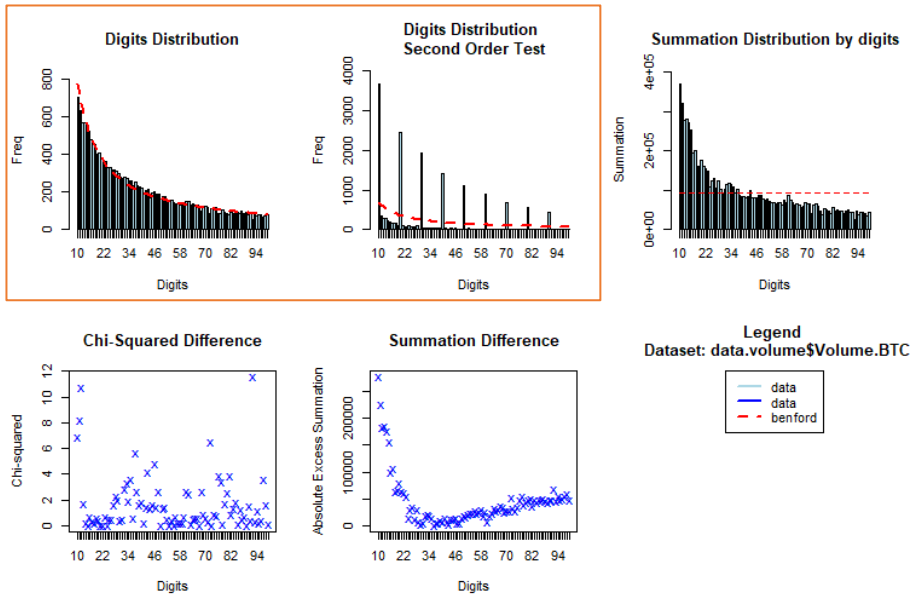 Digits Distribution
Freq
800
600
400
200
0
10 22 34 46 58 70 82 94
Digits
Digits Distribution
Second Order Test
Freq
4000
3000
2000
1000
0
10 22 34 46 58 70 82 94
Digits
Summation Distribution by digits
Summation
4e+05
2e+05
0e+00
10 22 34 46 58 70 82 94
Digits
Chi-Squared Difference
Chi-squared
12
10
8
6
4
2
0
10 22 34 46 58 70 82 94
Digits
Summation Difference
Absolute Excess Summation
200000
100000
50000
0
10 22 34 46 58 70 82 94
Digits
Legend
Dataset: data.volume$Volume.BTC
data
data
benford